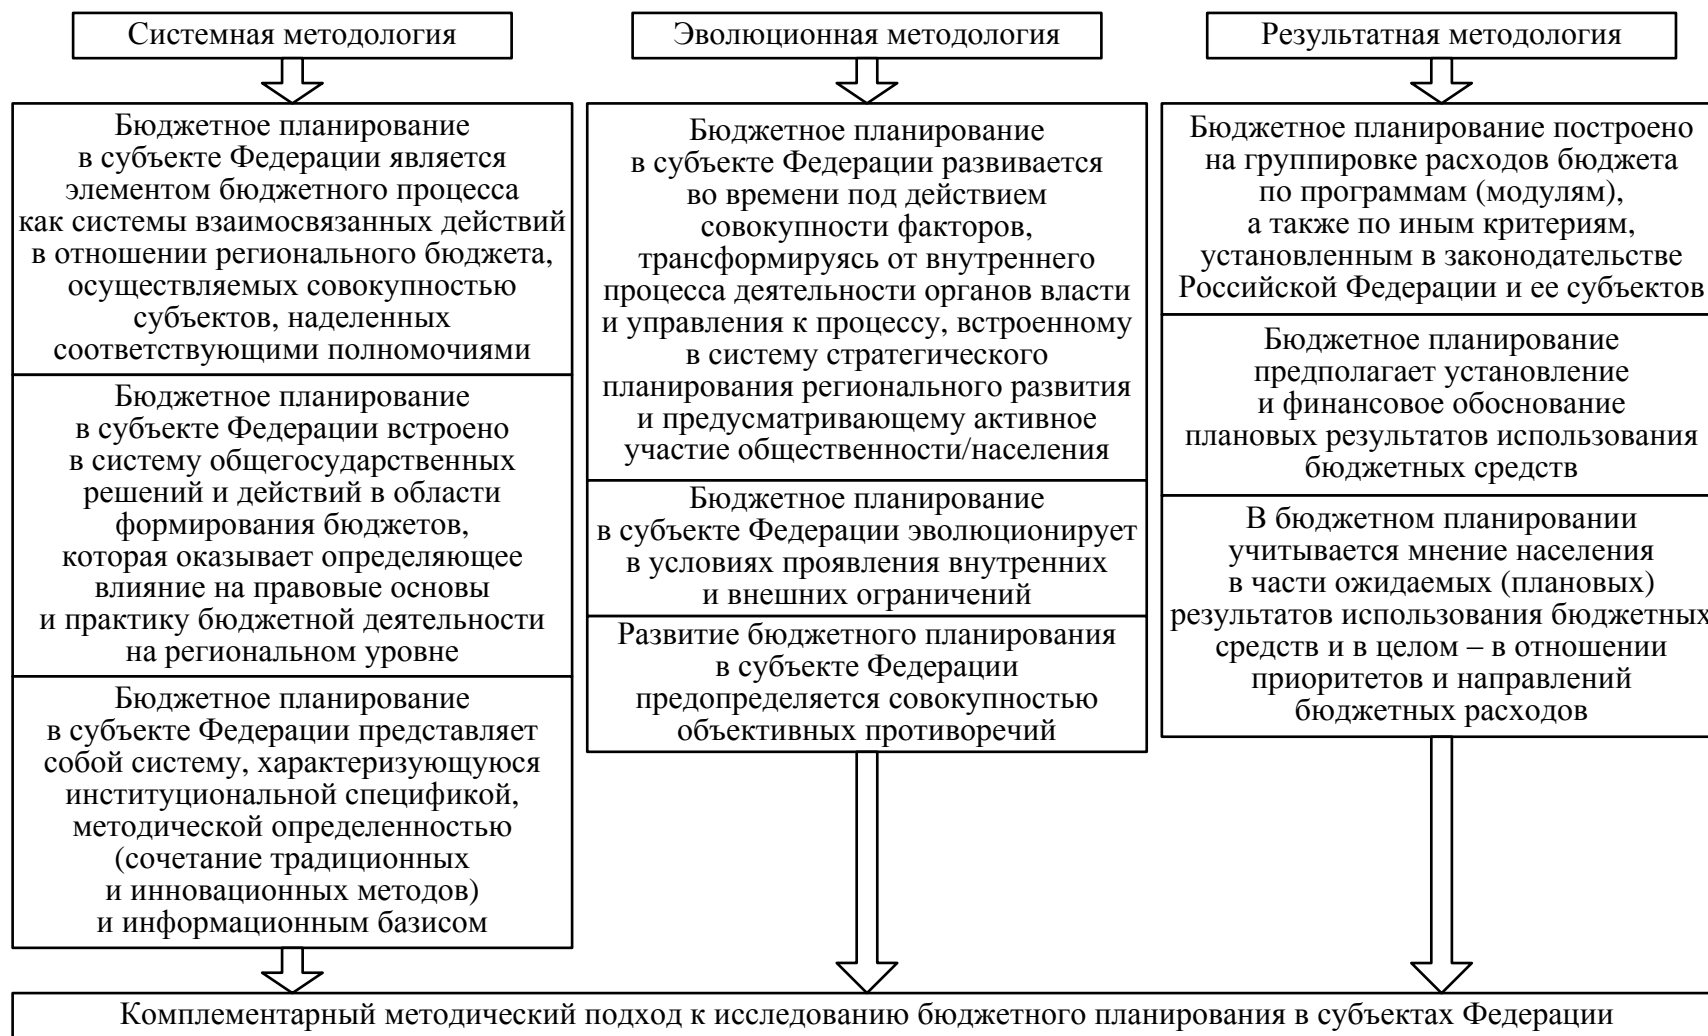 Системная методология
Бюджетное планирование
в субъекте Федерации является
элементом бюджетного процесса
как системы взаимосвязанных действий
в отношении регионального бюджета,
осуществляемых совокупностью
субъектов, наделенных
соответствующими полномочиями
Бюджетное планирование
в субъекте Федерации встроено
в систему общегосударственных
решений и действий в области
формирования бюджетов,
которая оказывает определяющее
влияние на правовые основы
и практику бюджетной деятельности
на региональном уровне
Бюджетное планирование
в субъекте Федерации представляет
собой систему, характеризующуюся
институциональной спецификой,
методической определенностью
(сочетание традиционных
и инновационных методов)
и информационным базисом
Эволюционная методология
Бюджетное планирование
в субъекте Федерации развивается
во времени под действием
совокупности факторов,
трансформируясь от внутреннего
процесса деятельности органов власти
и управления к процессу, встроенному
в систему стратегического
планирования регионального развития
и предусматривающему активное
участие общественности/населения
Бюджетное планирование
в субъекте Федерации эволюционирует
в условиях проявления внутренних
и внешних ограничений
Развитие бюджетного планирования
в субъекте Федерации
предопределяется совокупностью
объективных противоречий
Результатная методология
Бюджетное планирование построено
на группировке расходов бюджета
по программам (модулям),
а также по иным критериям,
установленным в законодательстве
Российской Федерации и ее субъектов
Бюджетное планирование
предполагает установление
и финансовое обоснование
плановых результатов использования
бюджетных средств
В бюджетном планировании
учитывается мнение населения
в части ожидаемых (плановых)
результатов использования бюджетных
средств и в целом – в отношении
приоритетов и направлений
бюджетных расходов
Комплементарный методический подход к исследованию бюджетного планирования в субъектах Федерации